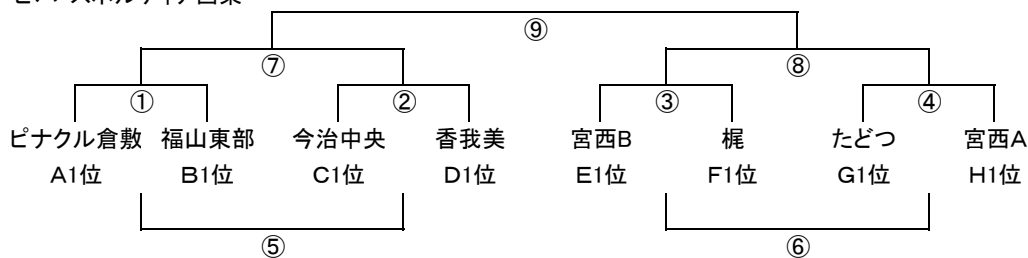 ⑨
⑦ ⑧
① ② ③ ④
ピナクル倉敷 福山東部 今治中央 香我美 宮西B 梶 たどつ 宮西A
A1位 B1位 C1位 D1位 E1位 F1位 G1位 H1位
⑤ ⑥